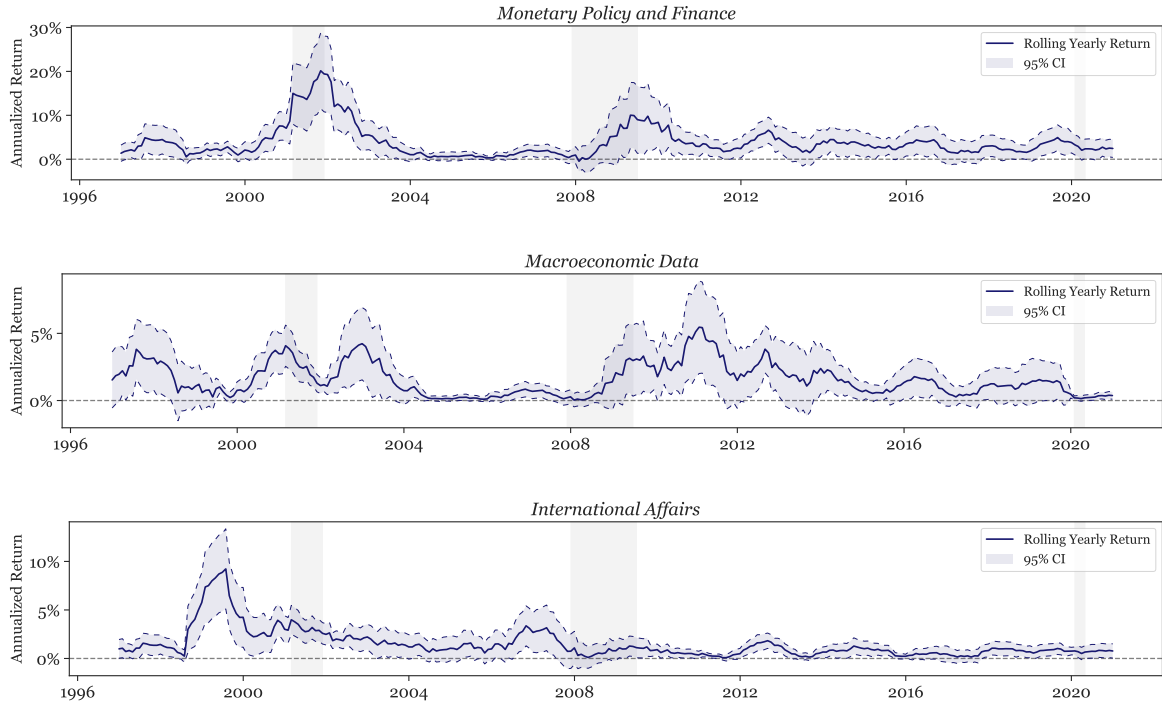 Monetary Policy and Finance
Annualized Return
30%
20%
10%
0%
Rolling Yearly Return
95% CI
1996 2000 2004 2008 2012 2016 2020
Macroeconomic Data
Annualized Return
5%
0%
Rolling Yearly Return
95% CI
1996 2000 2004 2008 2012 2016 2020
International Affairs
Annualized Return
10%
5%
0%
Rolling Yearly Return
95% CI
1996 2000 2004 2008 2012 2016 2020